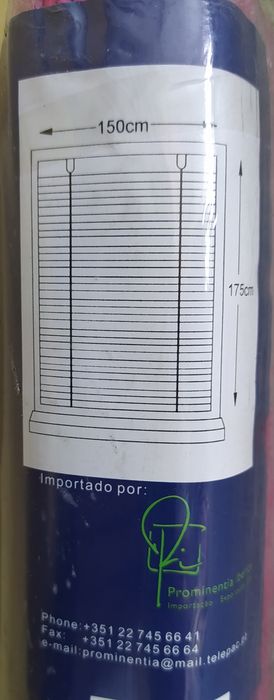 150cm
175cm
Importado por:
Prominentia
Importação
Phone:+351 22 745 66 41
Fax: +351 22 745 66 64
e-mail:prominentia@mail.telepac.pt